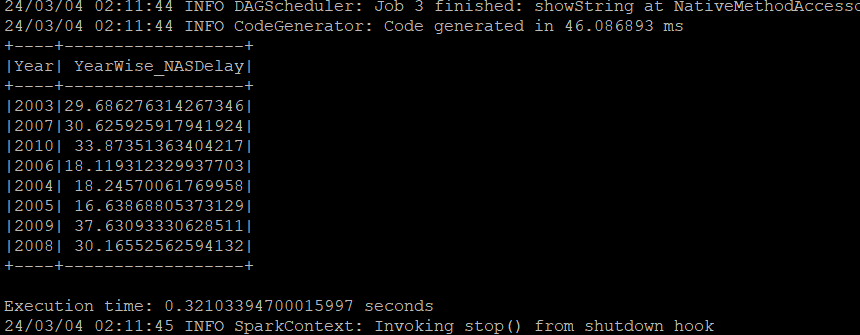 24/03/04 02:11:44 INFO DAGScheduler: Job 3 finished: showString at NativeMethodAccesso
24/03/04 02:11:44 INFO CodeGenerator: Code generated in 46.086893 ms
+----+------------------+
|Year| YearWise_NASDelay|
+----+------------------+
|2003|29.686276314267346|
|2007|30.625925917941924|
|2010| 33.87351363404217|
|2006|18.119312329937703|
|2004| 18.24570061769958|
|2005| 16.63868805373129|
|2009| 37.63093330628511|
|2008| 30.16552562594132|
+----+------------------+
Execution time: 0.32103394700015997 seconds
24/03/04 02:11:45 INFO SparkContext: Invoking stop() from shutdown hook